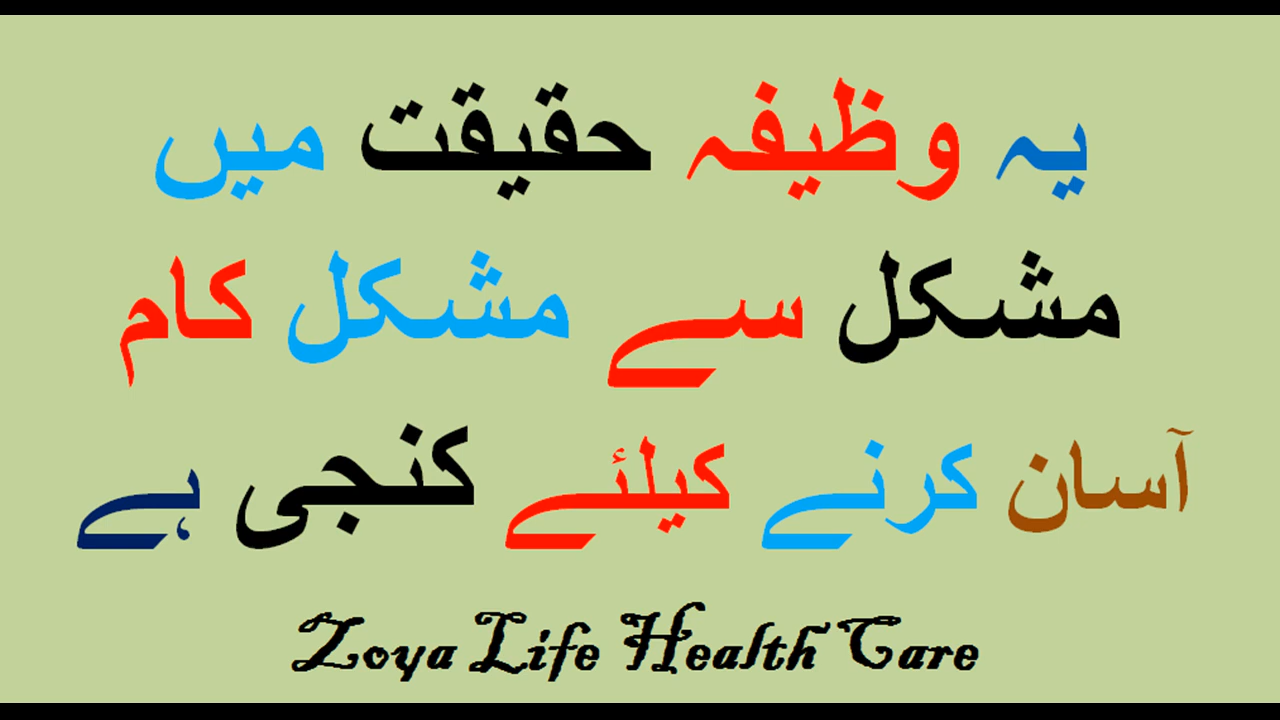 یہ وظیفہ حقیقت میں
مشکل سے مشکل کام
آسان کرنے کیلئے کنجی ہے
Zoya Life Health Care